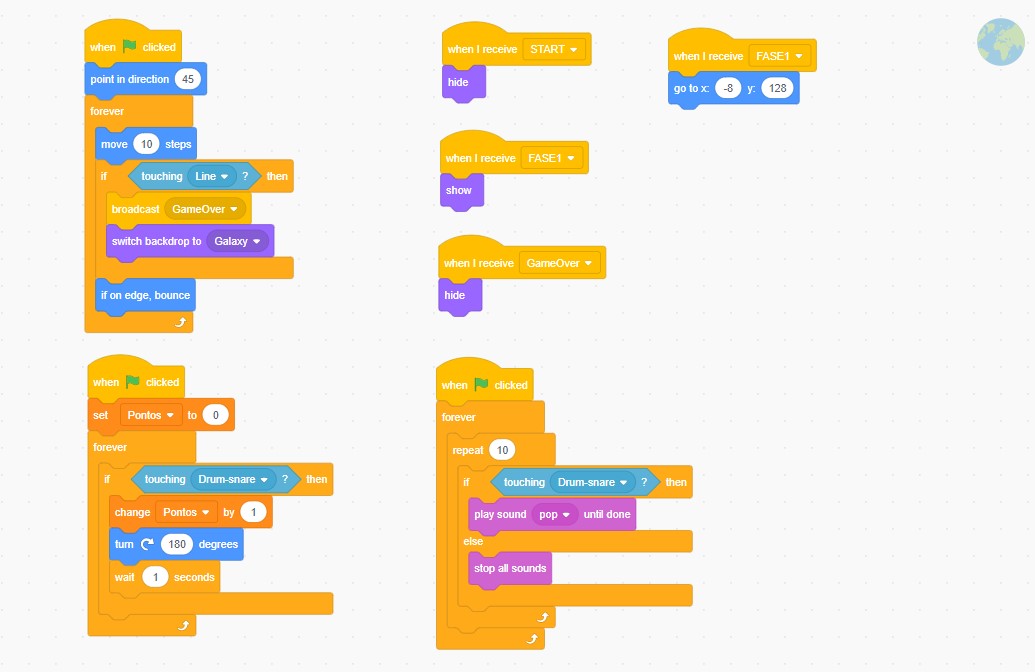 when clicked
point in direction 45
forever
move 10 steps
if touching Line ? then
broadcast GameOver
switch backdrop to Galaxy
if on edge, bounce
when I receive START
hide
when I receive FASE1
show
when I receive GameOver
hide
when I receive FASE1
go to x: -8 y: 128
when clicked
set Pontos to 0
forever
if touching Drum-snare ? then
change Pontos by 1
turn 180 degrees
wait 1 seconds
when clicked
forever
repeat 10
if touching Drum-snare ? then
play sound pop until done
else
stop all sounds